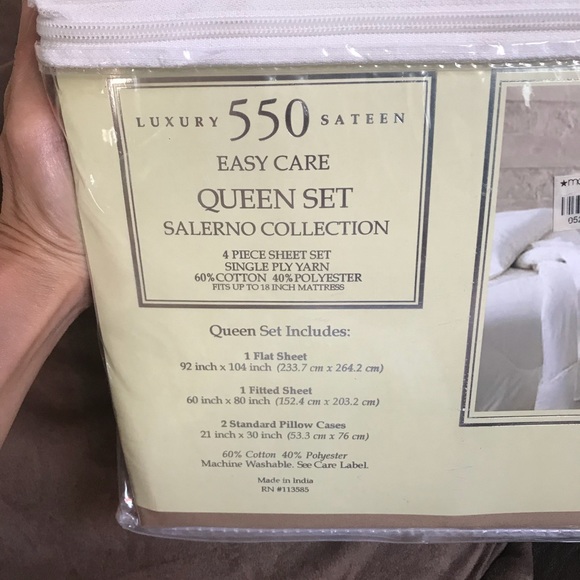 LUXURY 550 SATEEN
EASY CARE
QUEEN SET
SALERNO COLLECTION
4 PIECE SHEET SET
SINGLE PLY YARN
60% COTTON 40% POLYESTER
FITS UP TO 18 INCH MATTRESS
Queen Set Includes:
1 Flat Sheet
92 inch x 104 inch (233.7 cm x 264.2 cm)
1 Fitted Sheet
60 inch x 80 inch (152.4 cm x 203.2 cm)
2 Standard Pillow Cases
21 inch x 30 inch (53.3 cm x 76 cm)
60% Cotton 40% Polyester
Machine Washable. See Care Label.
Made in India
RN #113585